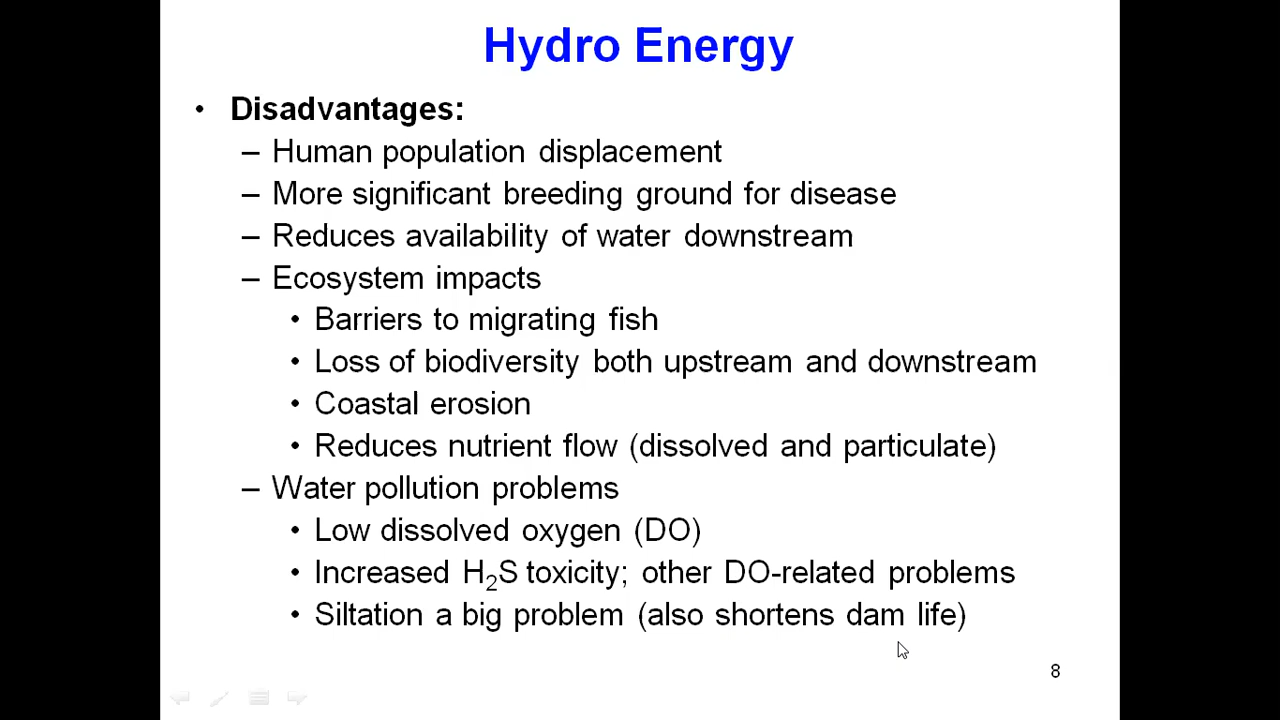 Hydro Energy
• Disadvantages:
– Human population displacement
– More significant breeding ground for disease
– Reduces availability of water downstream
– Ecosystem impacts
• Barriers to migrating fish
• Loss of biodiversity both upstream and downstream
• Coastal erosion
• Reduces nutrient flow (dissolved and particulate)
– Water pollution problems
• Low dissolved oxygen (DO)
• Increased H₂S toxicity; other DO-related problems
• Siltation a big problem (also shortens dam life)
8